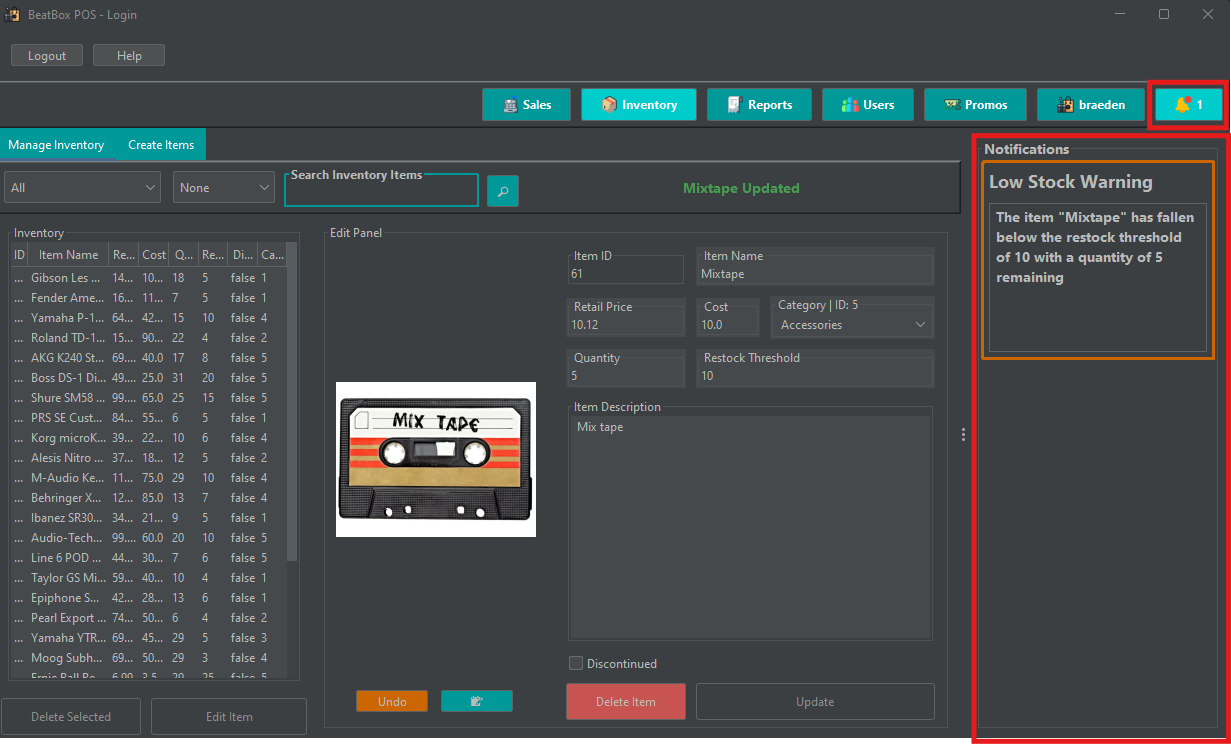 BeatBox POS - Login
Logout Help
Sales Inventory Reports Users Promos braeden 1
Manage Inventory Create Items
All None Search Inventory Items Mixtape Updated
Inventory
ID Item Name Re... Cost Q... Re... Di... Ca...
... Gibson Les ... 14... 10... 18 5 false 1
... Fender Ame... 16... 11... 7 5 false 1
... Yamaha P-1... 64... 42... 15 10 false 4
... Roland TD-1... 15... 90... 22 4 false 2
... AKG K240 St... 69.... 40.0 17 8 false 5
... Boss DS-1 Di... 49.... 25.0 31 20 false 5
... Shure SM58 ... 99.... 65.0 25 15 false 5
... PRS SE Cust... 84... 55... 6 5 false 1
... Korg microK... 39... 22... 10 6 false 4
... Alesis Nitro ... 37... 18... 12 5 false 2
... M-Audio Ke... 11... 75.0 29 10 false 4
... Behringer X... 12... 85.0 13 7 false 4
... Ibanez SR30... 34... 21... 9 5 false 1
... Audio-Tech... 99.... 60.0 20 10 false 5
... Line 6 POD ... 44... 30... 7 6 false 5
... Taylor GS Mi... 59... 40... 10 4 false 1
... Epiphone S... 42... 28... 13 6 false 1
... Pearl Export ... 74... 50... 6 4 false 2
... Yamaha YTR... 69... 45... 29 5 false 3
... Moog Subh... 69... 50... 29 3 false 4
Delete Selected Edit Item
Edit Panel
MIX TAPE
Undo
Item ID
61
Item Name
Mixtape
Retail Price
10.12
Cost
10.0
Category | ID: 5
Accessories
Quantity
5
Restock Threshold
10
Item Description
Mix tape
Discontinued
Delete Item Update
Notifications
Low Stock Warning
The item "Mixtape" has fallen
below the restock threshold
of 10 with a quantity of 5
remaining